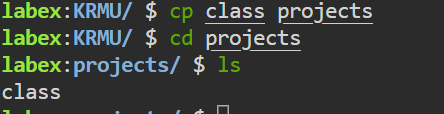 labex:KRMU/ $ cp class projects
labex:KRMU/ $ cd projects
labex:projects/ $ ls
class